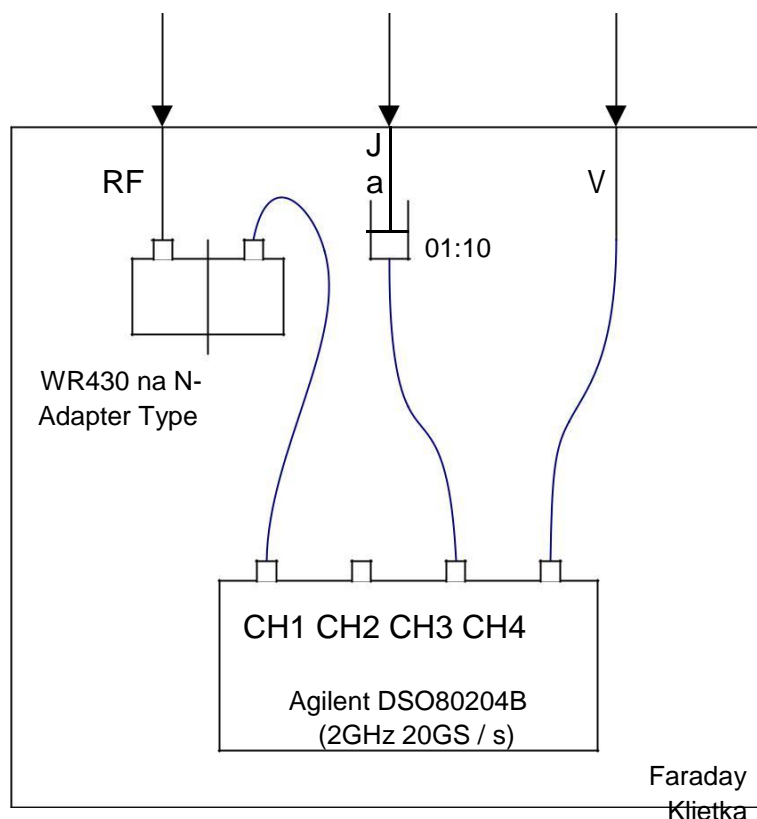 J
a
RF
V
01:10
WR430 na N-
Adapter Type
CH1 CH2 CH3 CH4
Agilent DSO80204B
(2GHz 20GS / s)
Faraday
Klietka